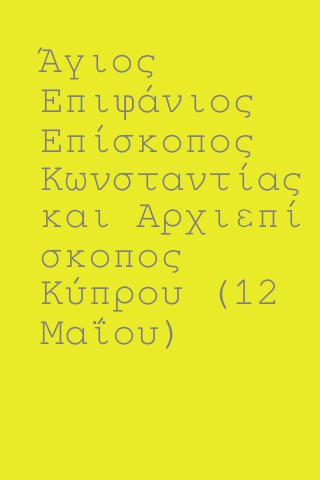 Άγιος
Επιφάνιος
Επίσκοπος
Κωνσταντίας
και Αρχιεπί
σκοπος
Κύπρου (12
Μαΐου)